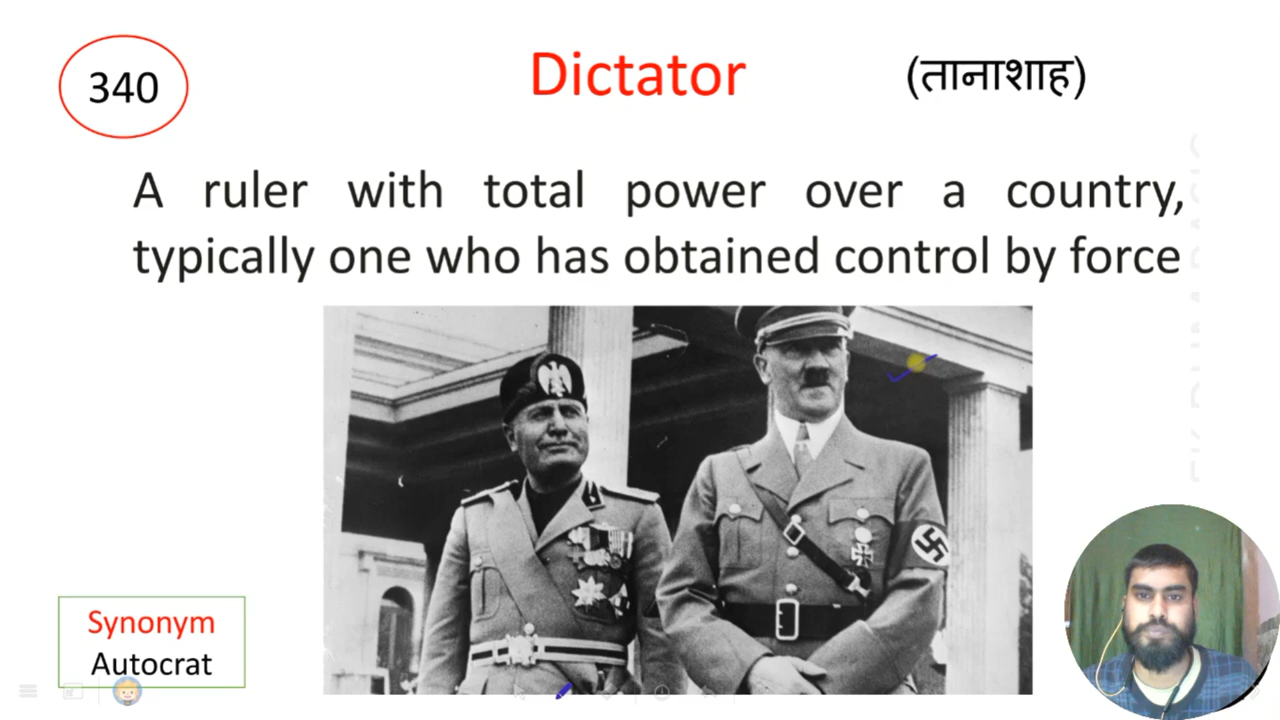 340
Dictator
(तानाशाह)
A ruler with total power over a country,
typically one who has obtained control by force
Synonym
Autocrat